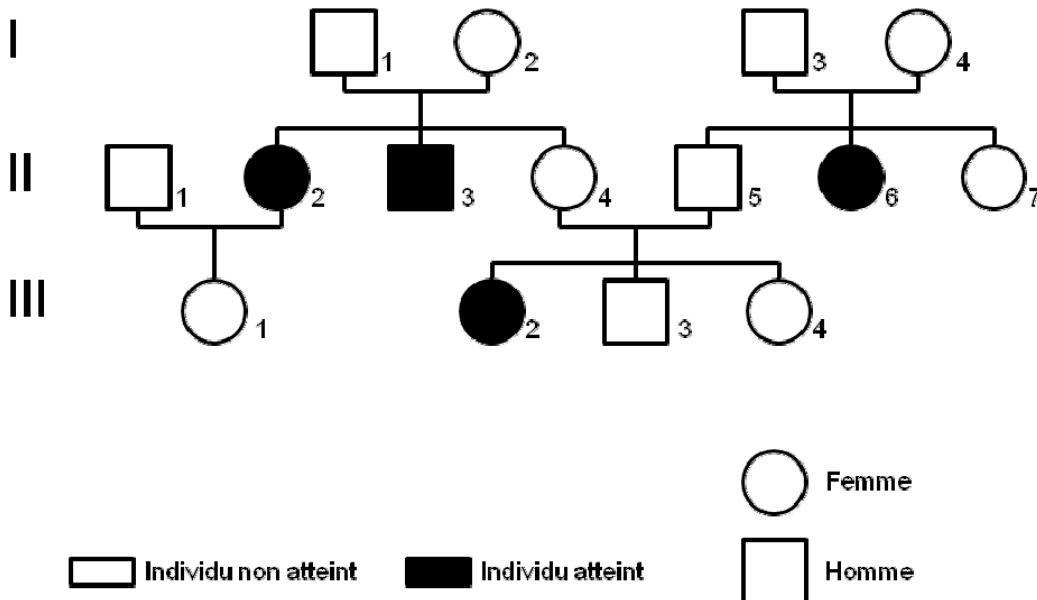 I
1
2
3
4
II
1
2
3
4
5
6
7
III
1
2
3
4
Femme
Individu non atteint
Individu atteint
Homme